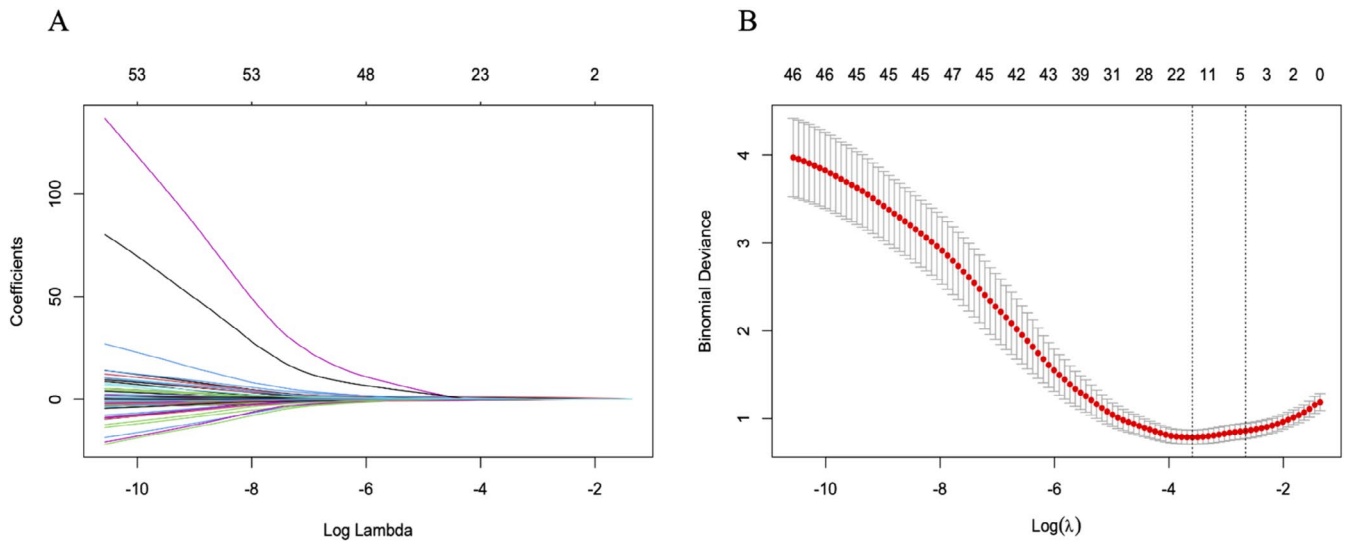 A
53 53 48 23 2
Coefficients
100
50
0
-10 -8 -6 -4 -2
Log Lambda
B
46 46 45 45 45 47 45 42 43 39 31 28 22 11 5 3 2 0
Binomial Deviance
4
3
2
1
-10 -8 -6 -4 -2
Log(λ)